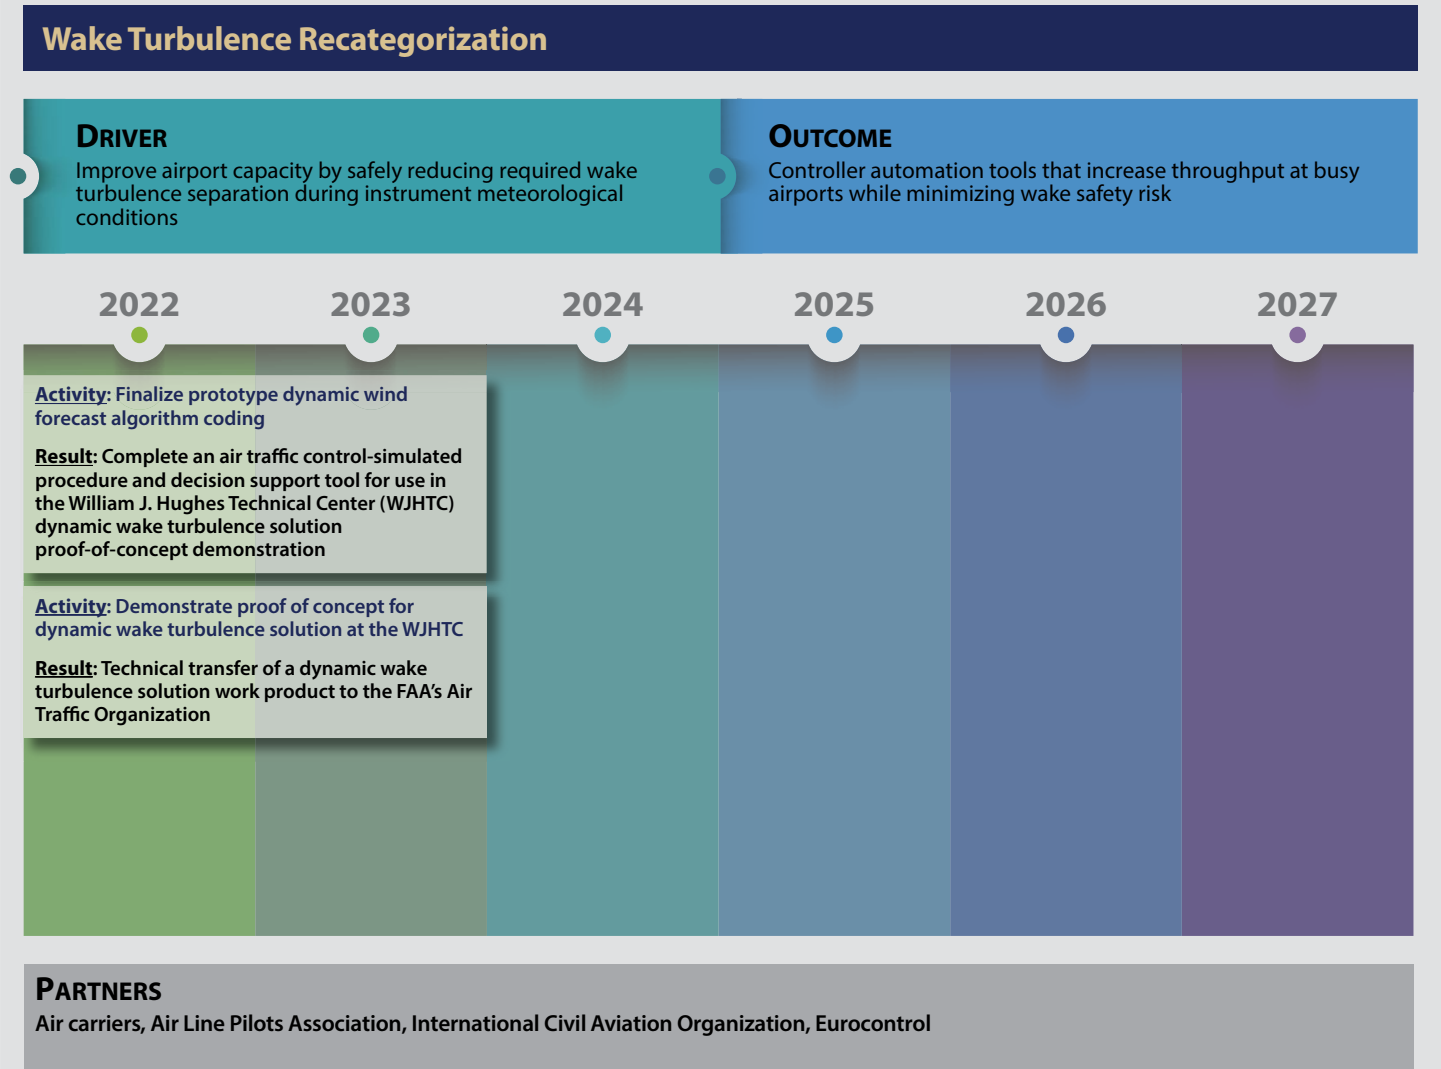 Wake Turbulence Recategorization
DRIVER
Improve airport capacity by safely reducing required wake
turbulence separation during instrument meteorological
conditions
OUTCOME
Controller automation tools that increase throughput at busy
airports while minimizing wake safety risk
2022 2023 2024 2025 2026 2027
Activity: Finalize prototype dynamic wind
forecast algorithm coding
Result: Complete an air traffic control-simulated
procedure and decision support tool for use in
the William J. Hughes Technical Center (WJHTC)
dynamic wake turbulence solution
proof-of-concept demonstration
Activity: Demonstrate proof of concept for
dynamic wake turbulence solution at the WJHTC
Result: Technical transfer of a dynamic wake
turbulence solution work product to the FAA’s Air
Traffic Organization
PARTNERS
Air carriers, Air Line Pilots Association, International Civil Aviation Organization, Eurocontrol